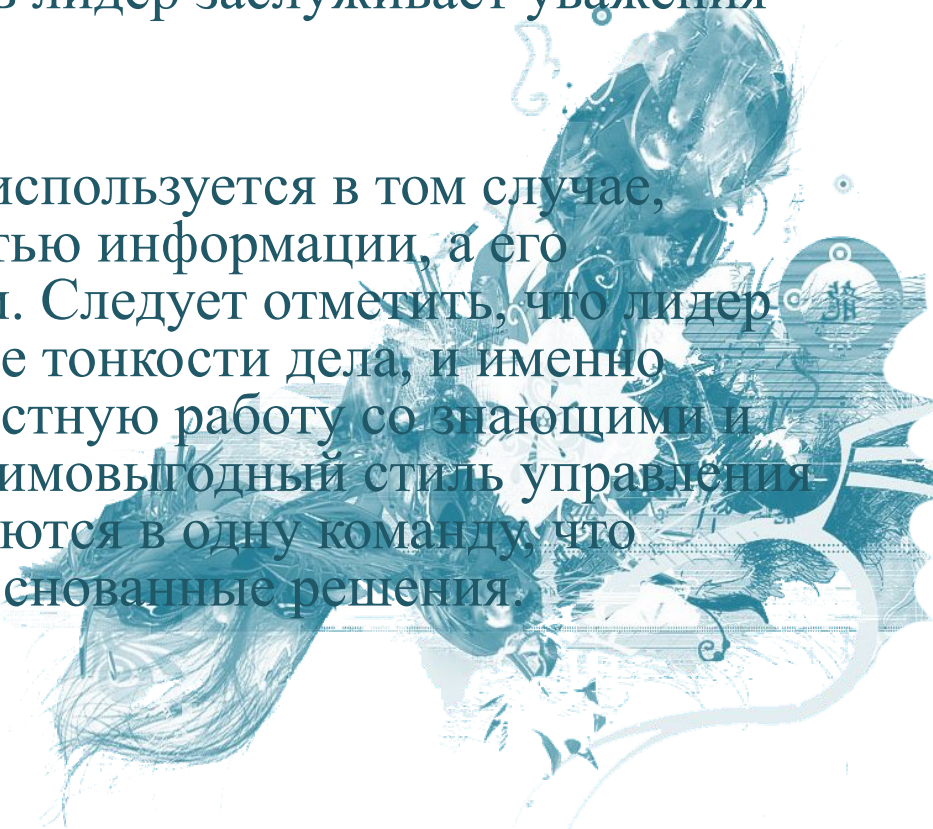 в лидер заслуживает уважения
используется в том случае,
тью информации, а его
и. Следует отметить, что лидер
е тонкости дела, и именно
стную работу со знающими и
имовыгодный стиль управления
ются в одну команду, что
снованные решения.